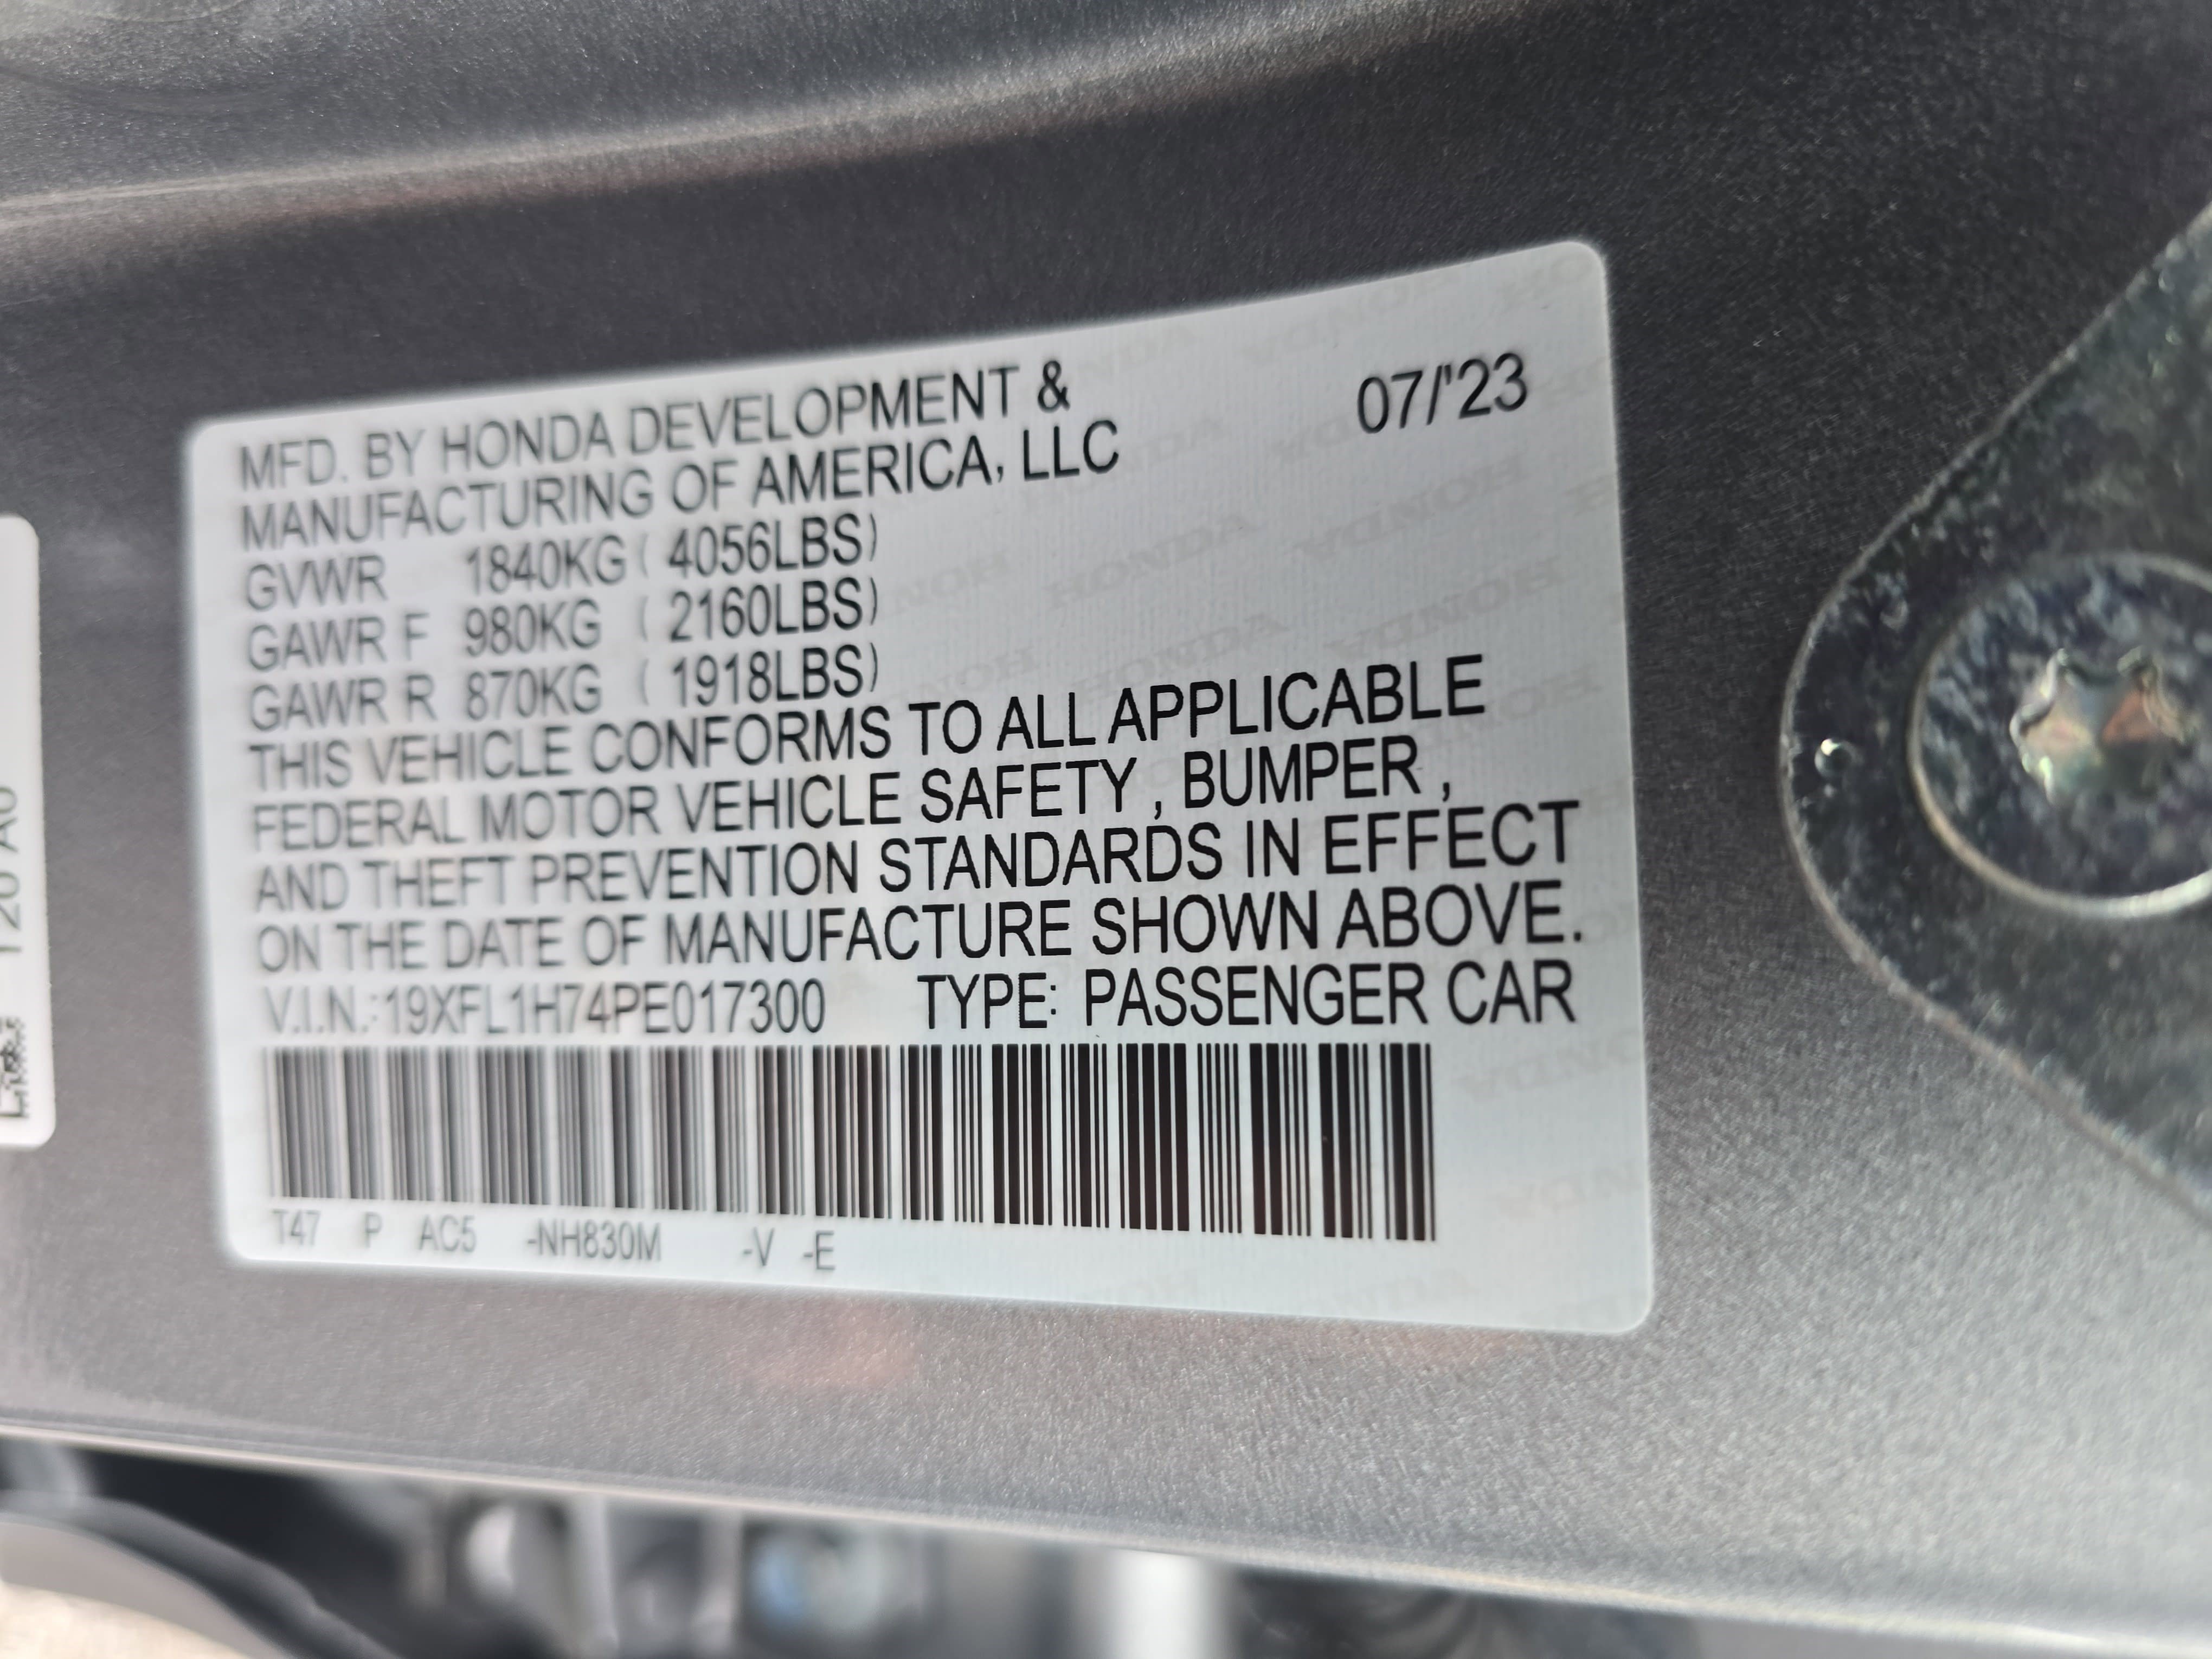 MFD. BY HONDA DEVELOPMENT &
MANUFACTURING OF AMERICA, LLC
07/'23
GVWR 1840KG ( 4056LBS)
GAWR F 980KG ( 2160LBS)
GAWR R 870KG ( 1918LBS)
THIS VEHICLE CONFORMS TO ALL APPLICABLE
FEDERAL MOTOR VEHICLE SAFETY , BUMPER ,
AND THEFT PREVENTION STANDARDS IN EFFECT
ON THE DATE OF MANUFACTURE SHOWN ABOVE.
V.I.N.:19XFL1H74PE017300 TYPE: PASSENGER CAR
T47 P AC5 -NH830M -V -E